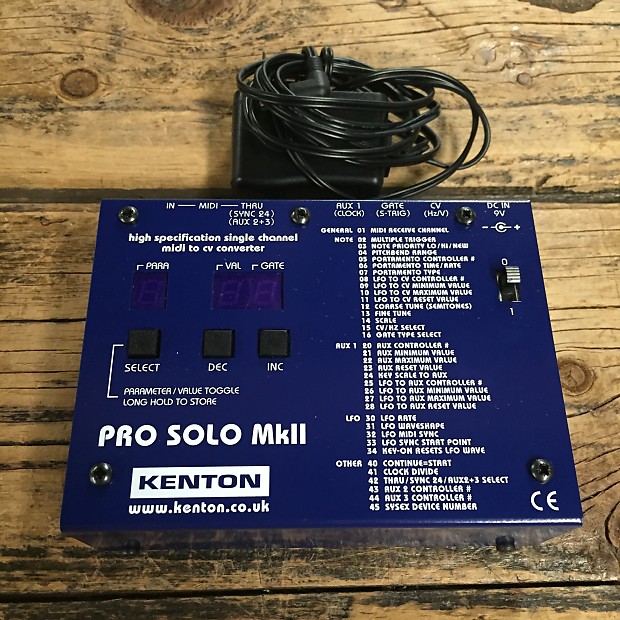 IN MIDI THRU
(SYNC 24)
(AUX 2+3)
AUX 1
(CLOCK)
GATE
(S-TRIG)
CV
(Hz/V)
DC IN
9V
- +
high specification single channel
midi to cv converter
PARA VAL GATE
SELECT DEC INC
PARAMETER/VALUE TOGGLE
LONG HOLD TO STORE
PRO SOLO MkII
KENTON
www.kenton.co.uk
GENERAL 01 MIDI RECEIVE CHANNEL
NOTE 02 MULTIPLE TRIGGER
03 NOTE PRIORITY LO/HI/NEW
04 PITCHBEND RANGE
05 PORTAMENTO CONTROLLER #
06 PORTAMENTO TIME/RATE
07 PORTAMENTO TYPE
08 LFO TO CV CONTROLLER #
09 LFO TO CV MINIMUM VALUE
10 LFO TO CV MAXIMUM VALUE
11 LFO TO CV RESET VALUE
12 COARSE TUNE (SEMITONES)
13 FINE TUNE
14 SCALE
15 CV/HZ SELECT
16 GATE TYPE SELECT
AUX 1 20 AUX CONTROLLER #
21 AUX MINIMUM VALUE
22 AUX MAXIMUM VALUE
23 AUX RESET VALUE
24 KEY SCALE TO AUX
25 LFO TO AUX CONTROLLER #
26 LFO TO AUX MINIMUM VALUE
27 LFO TO AUX MAXIMUM VALUE
28 LFO TO AUX RESET VALUE
LFO 30 LFO RATE
31 LFO WAVESHAPE
32 LFO MIDI SYNC
33 LFO SYNC START POINT
34 KEY-ON RESETS LFO WAVE
OTHER 40 CONTINUE=START
41 CLOCK DIVIDE
42 THRU/SYNC 24/AUX2+3 SELECT
43 AUX 2 CONTROLLER #
44 AUX 3 CONTROLLER #
45 SYSEX DEVICE NUMBER
0
1
CE